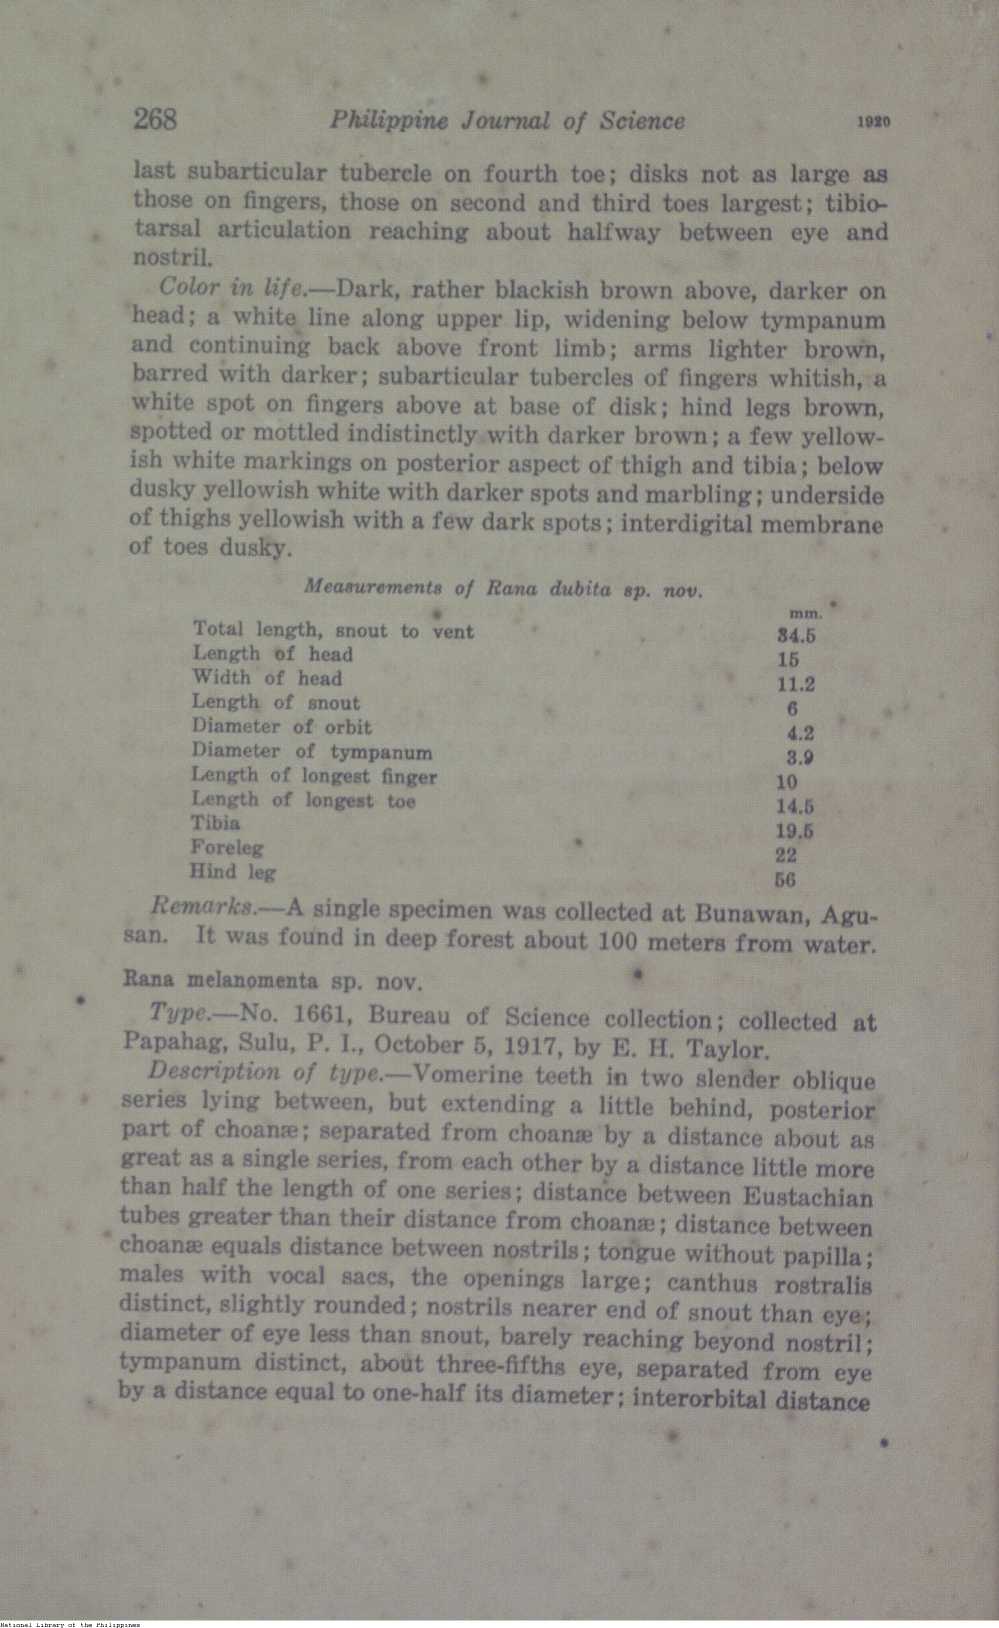 268 Philippine Journal of Science 1920
last subarticular tubercle on fourth toe; disks not as large as
those on fingers, those on second and third toes largest; tibio-
tarsal articulation reaching about halfway between eye and
nostril.
Color in life.—Dark, rather blackish brown above, darker on
head; a white line along upper lip, widening below tympanum
and continuing back above front limb; arms lighter brown,
barred with darker; subarticular tubercles of fingers whitish, a
white spot on fingers above at base of disk; hind legs brown,
spotted or mottled indistinctly with darker brown; a few yellow-
ish white markings on posterior aspect of thigh and tibia; below
dusky yellowish white with darker spots and marbling; underside
of thighs yellowish with a few dark spots; interdigital membrane
of toes dusky.
Measurements of Rana dubita sp. nov.
mm.
Total length, snout to vent 34.5
Length of head 15
Width of head 11.2
Length of snout 6
Diameter of orbit 4.2
Diameter of tympanum 3.9
Length of longest finger 10
Length of longest toe 14.5
Tibia 19.5
Foreleg 22
Hind leg 56
Remarks.—A single specimen was collected at Bunawan, Agu-
san. It was found in deep forest about 100 meters from water.
Rana melanomenta sp. nov.
Type.—No. 1661, Bureau of Science collection; collected at
Papahag, Sulu, P. I., October 5, 1917, by E. H. Taylor.
Description of type.—Vomerine teeth in two slender oblique
series lying between, but extending a little behind, posterior
part of choanæ; separated from choanæ by a distance about as
great as a single series, from each other by a distance little more
than half the length of one series; distance between Eustachian
tubes greater than their distance from choanæ; distance between
choanæ equals distance between nostrils; tongue without papilla;
males with vocal sacs, the openings large; canthus rostralis
distinct, slightly rounded; nostrils nearer end of snout than eye;
diameter of eye less than snout, barely reaching beyond nostril;
tympanum distinct, about three-fifths eye, separated from eye
by a distance equal to one-half its diameter; interorbital distance
National Library of the Philippines